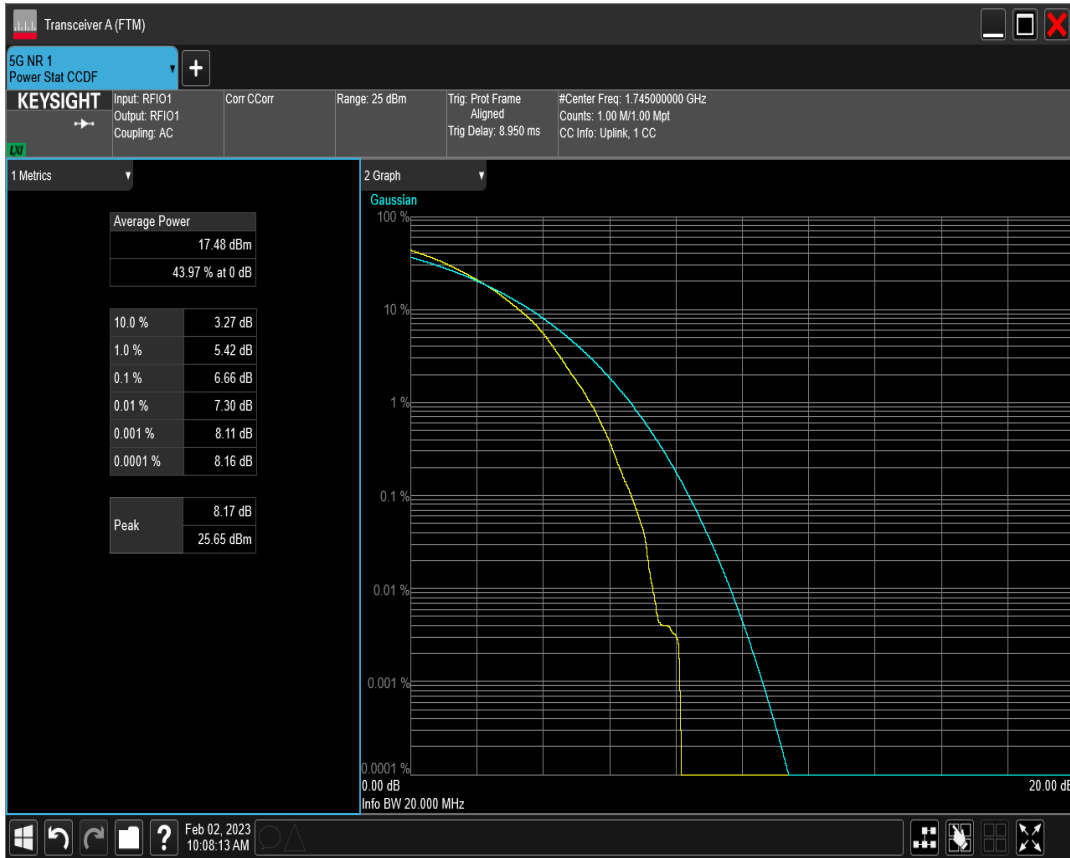 Transceiver A (FTM)
5G NR 1
Power Stat CCDF
+
KEYSIGHT
LXI
Input: RFIO1
Output: RFIO1
Coupling: AC
Corr CCorr
Range: 25 dBm
Trig: Prot Frame
Aligned
Trig Delay: 8.950 ms
#Center Freq: 1.745000000 GHz
Counts: 1.00 M/1.00 Mpt
CC Info: Uplink, 1 CC
1 Metrics
Average Power
17.48 dBm
43.97 % at 0 dB
10.0 % 3.27 dB
1.0 % 5.42 dB
0.1 % 6.66 dB
0.01 % 7.30 dB
0.001 % 8.11 dB
0.0001 % 8.16 dB
Peak 8.17 dB
25.65 dBm
2 Graph
Gaussian
100 %
10 %
1 %
0.1 %
0.01 %
0.001 %
0.0001 %
0.00 dB 20.00 dB
Info BW 20.000 MHz
?
Feb 02, 2023
10:08:13 AM